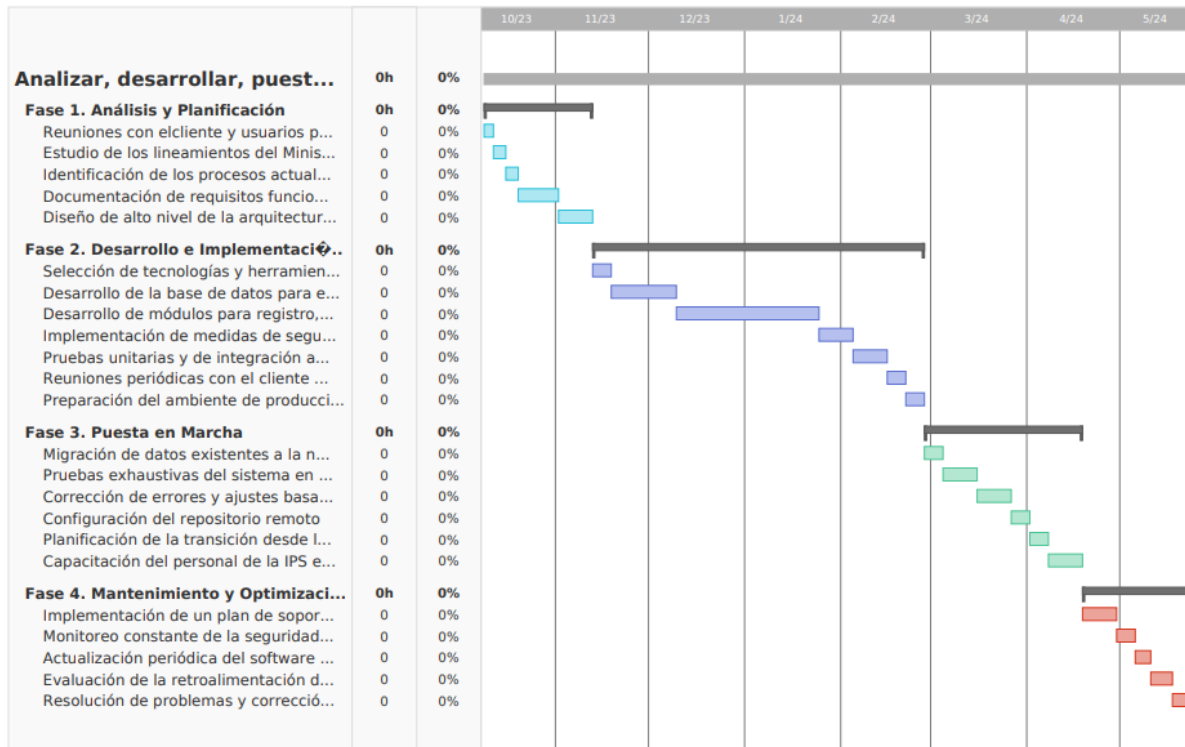 10/23 11/23 12/23 1/24 2/24 3/24 4/24 5/24
Analizar, desarrollar, puest... 0h 0%
Fase 1. Análisis y Planificación 0h 0%
Reuniones con elcliente y usuarios p... 0 0%
Estudio de los lineamientos del Minis... 0 0%
Identificación de los procesos actual... 0 0%
Documentación de requisitos funcio... 0 0%
Diseño de alto nivel de la arquitectur... 0 0%
Fase 2. Desarrollo e Implementaci�.. 0h 0%
Selección de tecnologías y herramien... 0 0%
Desarrollo de la base de datos para e... 0 0%
Desarrollo de módulos para registro,... 0 0%
Implementación de medidas de segu... 0 0%
Pruebas unitarias y de integración a... 0 0%
Reuniones periódicas con el cliente ... 0 0%
Preparación del ambiente de producci... 0 0%
Fase 3. Puesta en Marcha 0h 0%
Migración de datos existentes a la n... 0 0%
Pruebas exhaustivas del sistema en ... 0 0%
Corrección de errores y ajustes basa... 0 0%
Configuración del repositorio remoto 0 0%
Planificación de la transición desde l... 0 0%
Capacitación del personal de la IPS e... 0 0%
Fase 4. Mantenimiento y Optimizaci... 0h 0%
Implementación de un plan de sopor... 0 0%
Monitoreo constante de la seguridad... 0 0%
Actualización periódica del software ... 0 0%
Evaluación de la retroalimentación d... 0 0%
Resolución de problemas y correcció... 0 0%